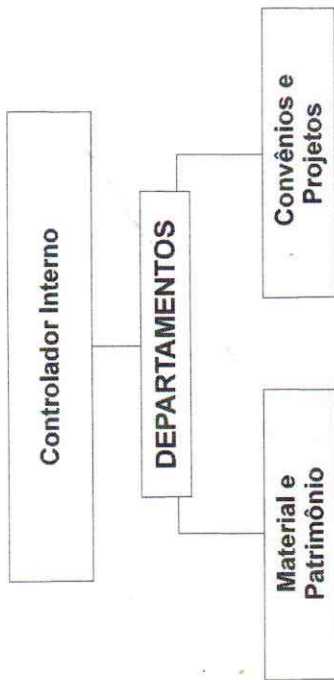 Controlador Interno
DEPARTAMENTOS
Material e
Patrimônio
Convênios e
Projetos